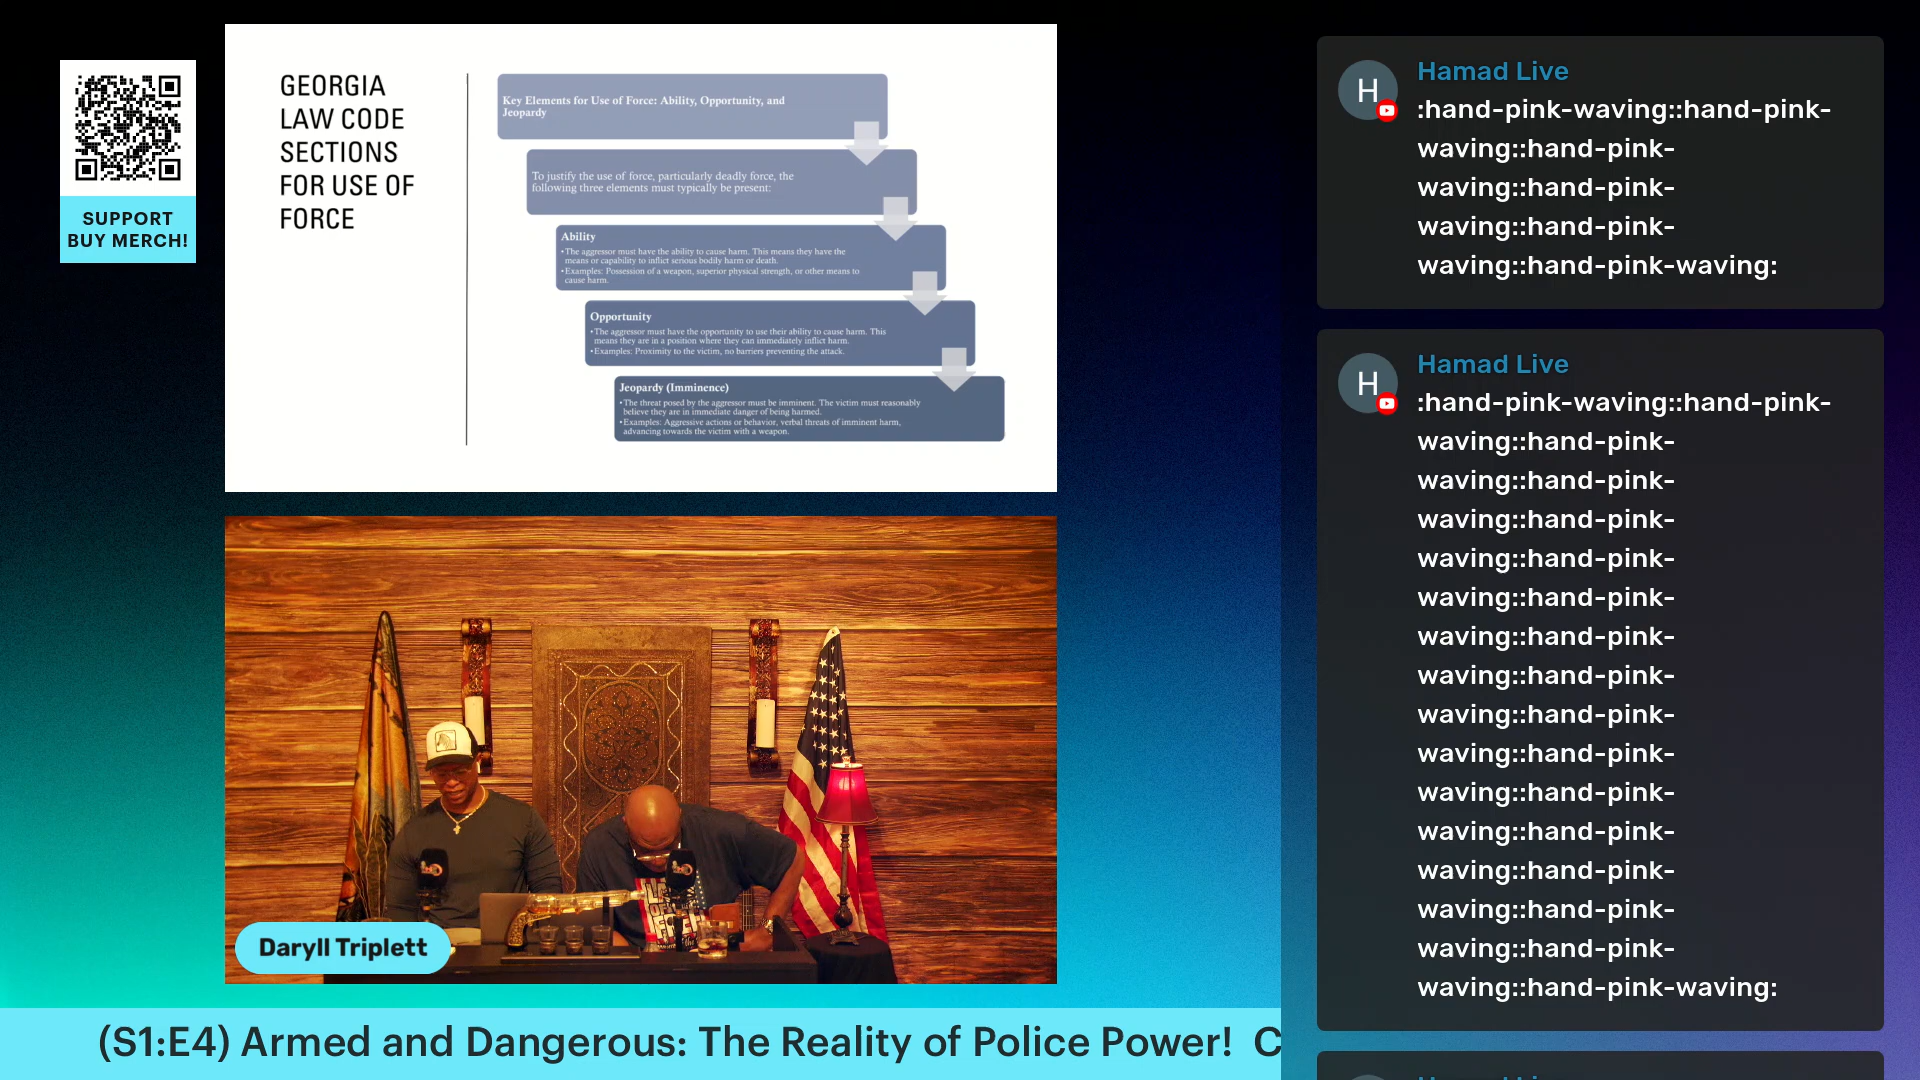 SUPPORT
BUY MERCH!
GEORGIA
LAW CODE
SECTIONS
FOR USE OF
FORCE
Key Elements for Use of Force: Ability, Opportunity, and
Jeopardy
To justify the use of force, particularly deadly force, the
following three elements must typically be present:
Ability
•The aggressor must have the ability to cause harm. This means they have the
means or capability to inflict serious bodily harm or death.
•Examples: Possession of a weapon, superior physical strength, or other means to
cause harm.
Opportunity
•The aggressor must have the opportunity to use their ability to cause harm. This
means they are in a position where they can immediately inflict harm.
•Examples: Proximity to the victim, no barriers preventing the attack.
Jeopardy (Imminence)
•The threat posed by the aggressor must be imminent. The victim must reasonably
believe they are in immediate danger of being harmed.
•Examples: Aggressive actions or behavior, verbal threats of imminent harm,
advancing towards the victim with a weapon.
Daryll Triplett
(S1:E4) Armed and Dangerous: The Reality of Police Power! C
H
Hamad Live
:hand-pink-waving::hand-pink-
waving::hand-pink-
waving::hand-pink-
waving::hand-pink-
waving::hand-pink-waving:
H
Hamad Live
:hand-pink-waving::hand-pink-
waving::hand-pink-
waving::hand-pink-
waving::hand-pink-
waving::hand-pink-
waving::hand-pink-
waving::hand-pink-
waving::hand-pink-
waving::hand-pink-
waving::hand-pink-
waving::hand-pink-
waving::hand-pink-
waving::hand-pink-
waving::hand-pink-
waving::hand-pink-
waving::hand-pink-waving: